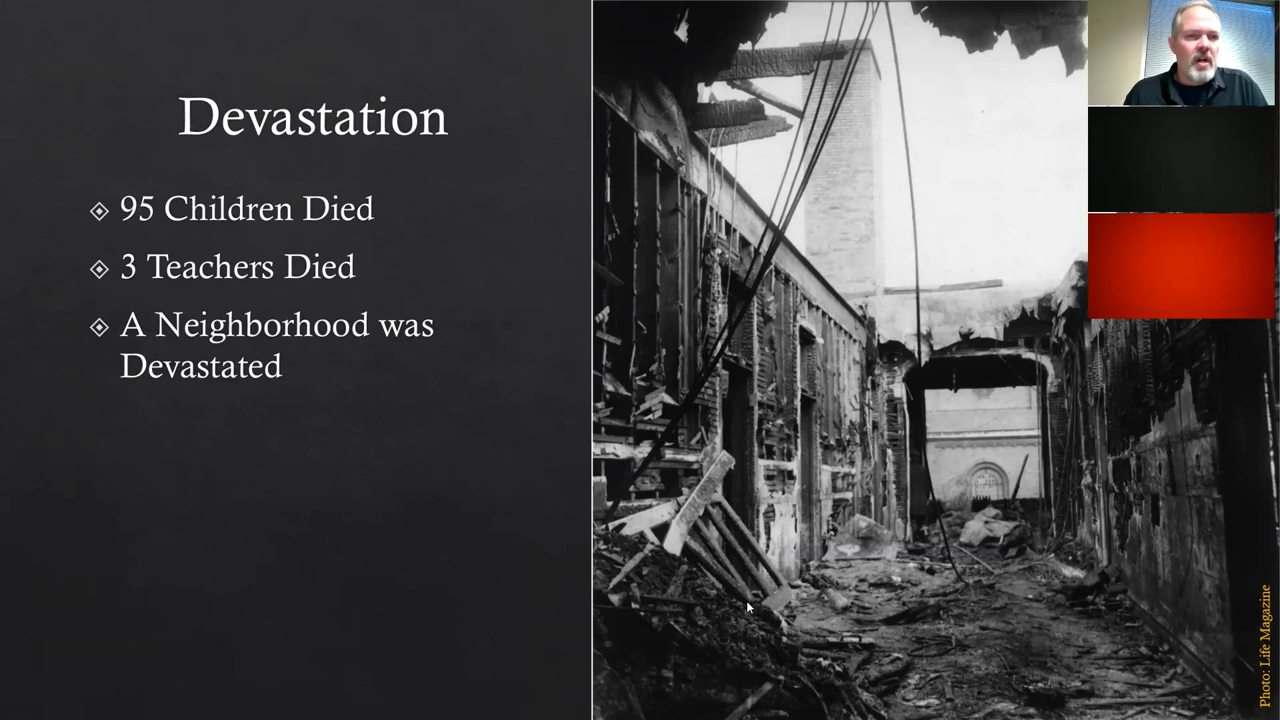 Devastation
95 Children Died
3 Teachers Died
A Neighborhood was
Devastated
Photo: Life Magazine